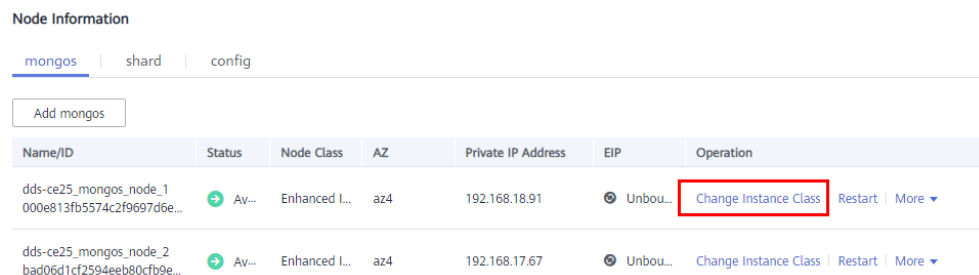 Node Information
mongos shard config
Add mongos
Name/ID Status Node Class AZ Private IP Address EIP Operation
dds-ce25_mongos_node_1
000e813fb5574c2f9697d6e... Av... Enhanced I... az4 192.168.18.91 Unbou... Change Instance Class Restart More
dds-ce25_mongos_node_2
bad06d1cf2594eeb80cfb9e... Av... Enhanced I... az4 192.168.17.67 Unbou... Change Instance Class Restart More